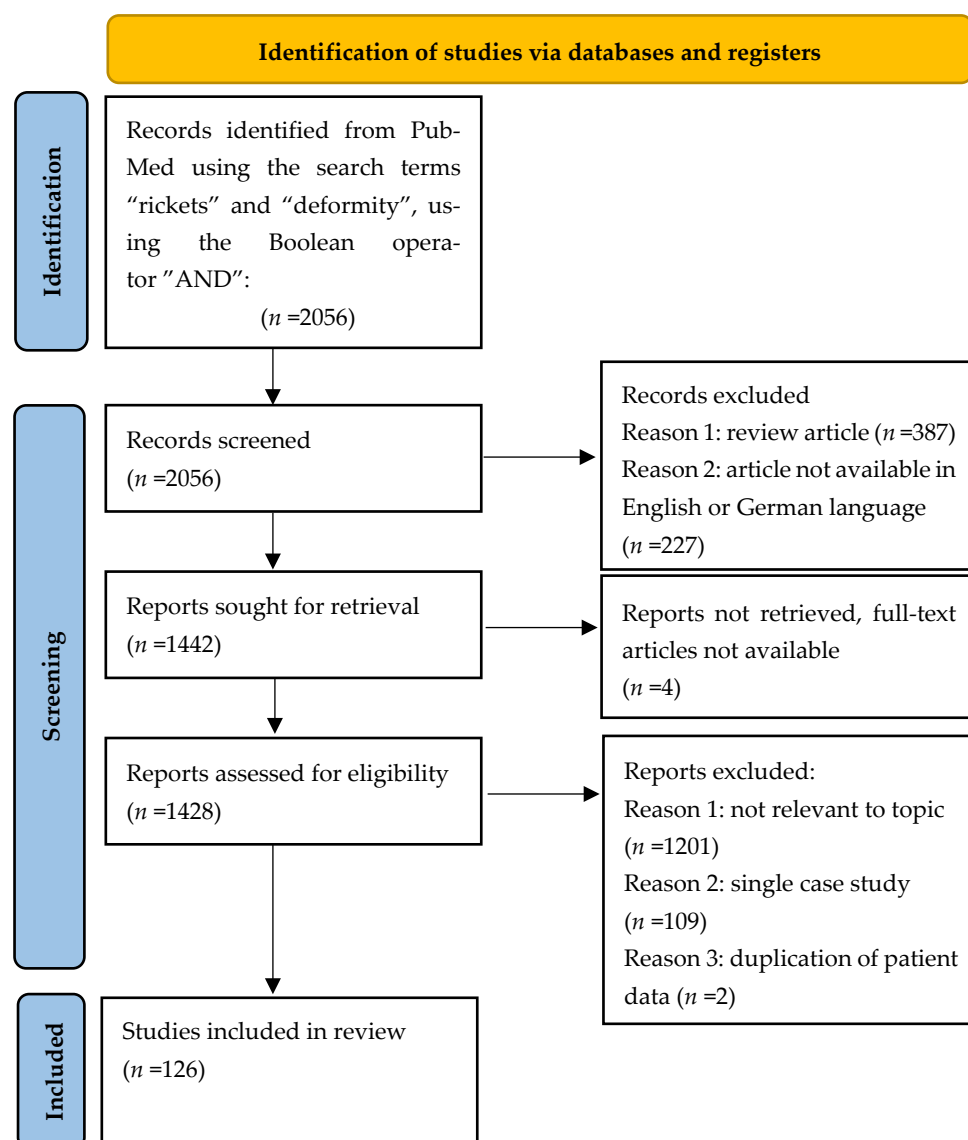 Identification of studies via databases and registers
Identification
Records identified from Pub-
Med using the search terms
“rickets” and “deformity”, us-
ing the Boolean opera-
tor ”AND”:
(n =2056)
Screening
Records screened
(n =2056)
Records excluded
Reason 1: review article (n =387)
Reason 2: article not available in
English or German language
(n =227)
Reports sought for retrieval
(n =1442)
Reports not retrieved, full-text
articles not available
(n =4)
Reports assessed for eligibility
(n =1428)
Reports excluded:
Reason 1: not relevant to topic
(n =1201)
Reason 2: single case study
(n =109)
Reason 3: duplication of patient
data (n =2)
Included
Studies included in review
(n =126)